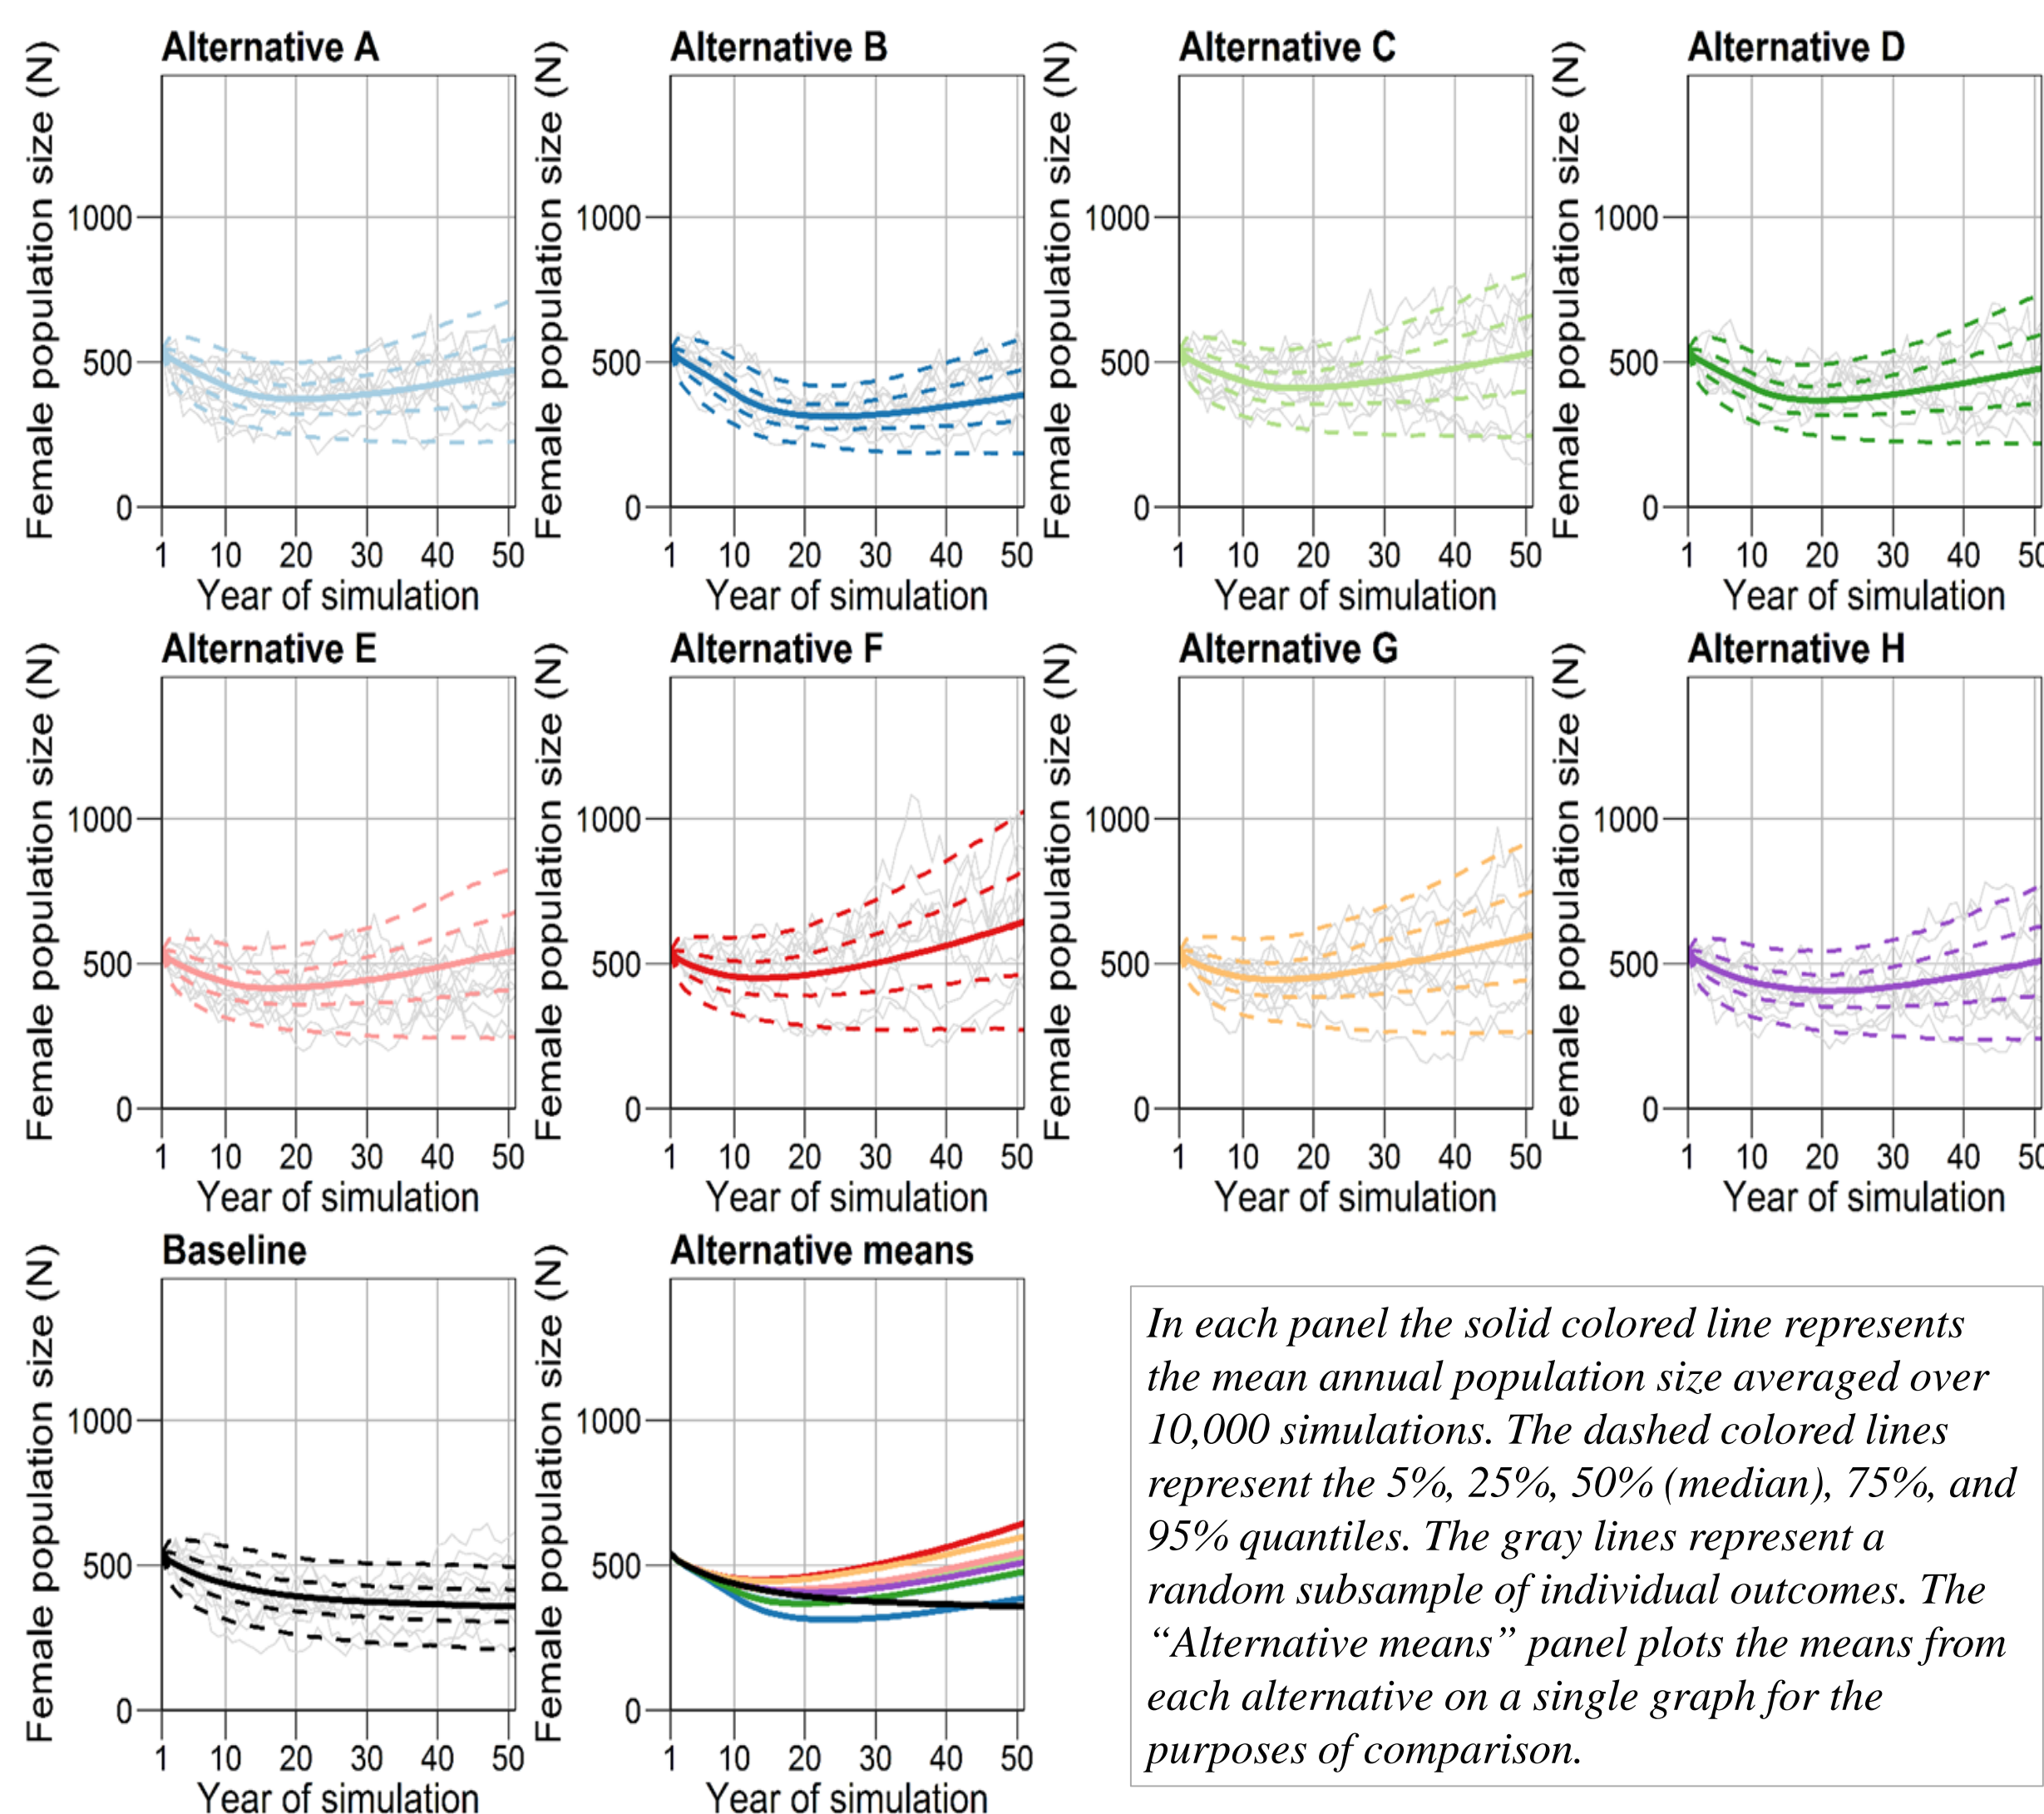 Alternative A
Alternative B
Alternative C
Alternative D
Female population size (N)
Female population size (N)
Female population size (N)
Female population size (N)
1000
500
0
1000
500
0
1000
500
0
1000
500
0
1 10 20 30 40 50
1 10 20 30 40 50
1 10 20 30 40 50
1 10 20 30 40 50
Year of simulation
Year of simulation
Year of simulation
Year of simulation
Alternative E
Alternative F
Alternative G
Alternative H
Female population size (N)
Female population size (N)
Female population size (N)
Female population size (N)
1000
500
0
1000
500
0
1000
500
0
1000
500
0
1 10 20 30 40 50
1 10 20 30 40 50
1 10 20 30 40 50
1 10 20 30 40 50
Year of simulation
Year of simulation
Year of simulation
Year of simulation
Baseline
Alternative means
Female population size (N)
Female population size (N)
1000
500
0
1000
500
0
1 10 20 30 40 50
1 10 20 30 40 50
Year of simulation
Year of simulation
In each panel the solid colored line represents
the mean annual population size averaged over
10,000 simulations. The dashed colored lines
represent the 5%, 25%, 50% (median), 75%, and
95% quantiles. The gray lines represent a
random subsample of individual outcomes. The
“Alternative means” panel plots the means from
each alternative on a single graph for the
purposes of comparison.